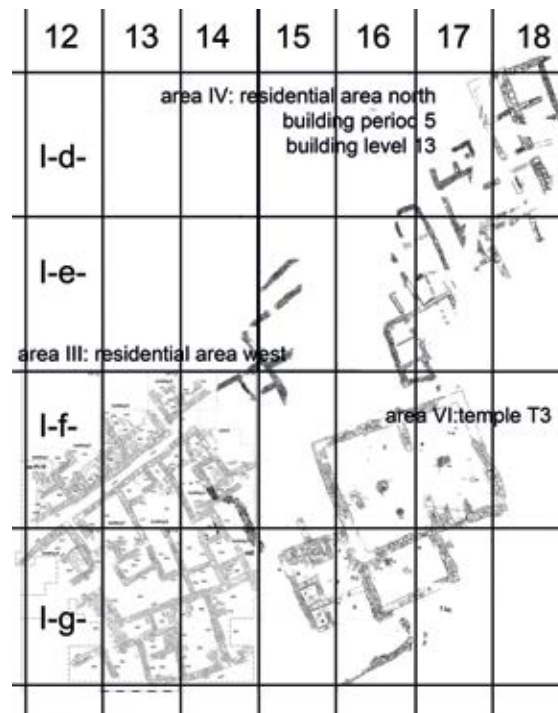 12 13 14 15 16 17 18
area IV: residential area north
building period 5
building level 13
I-d-
I-e-
area III: residential area west
I-f-
area VI:temple T3
I-g-